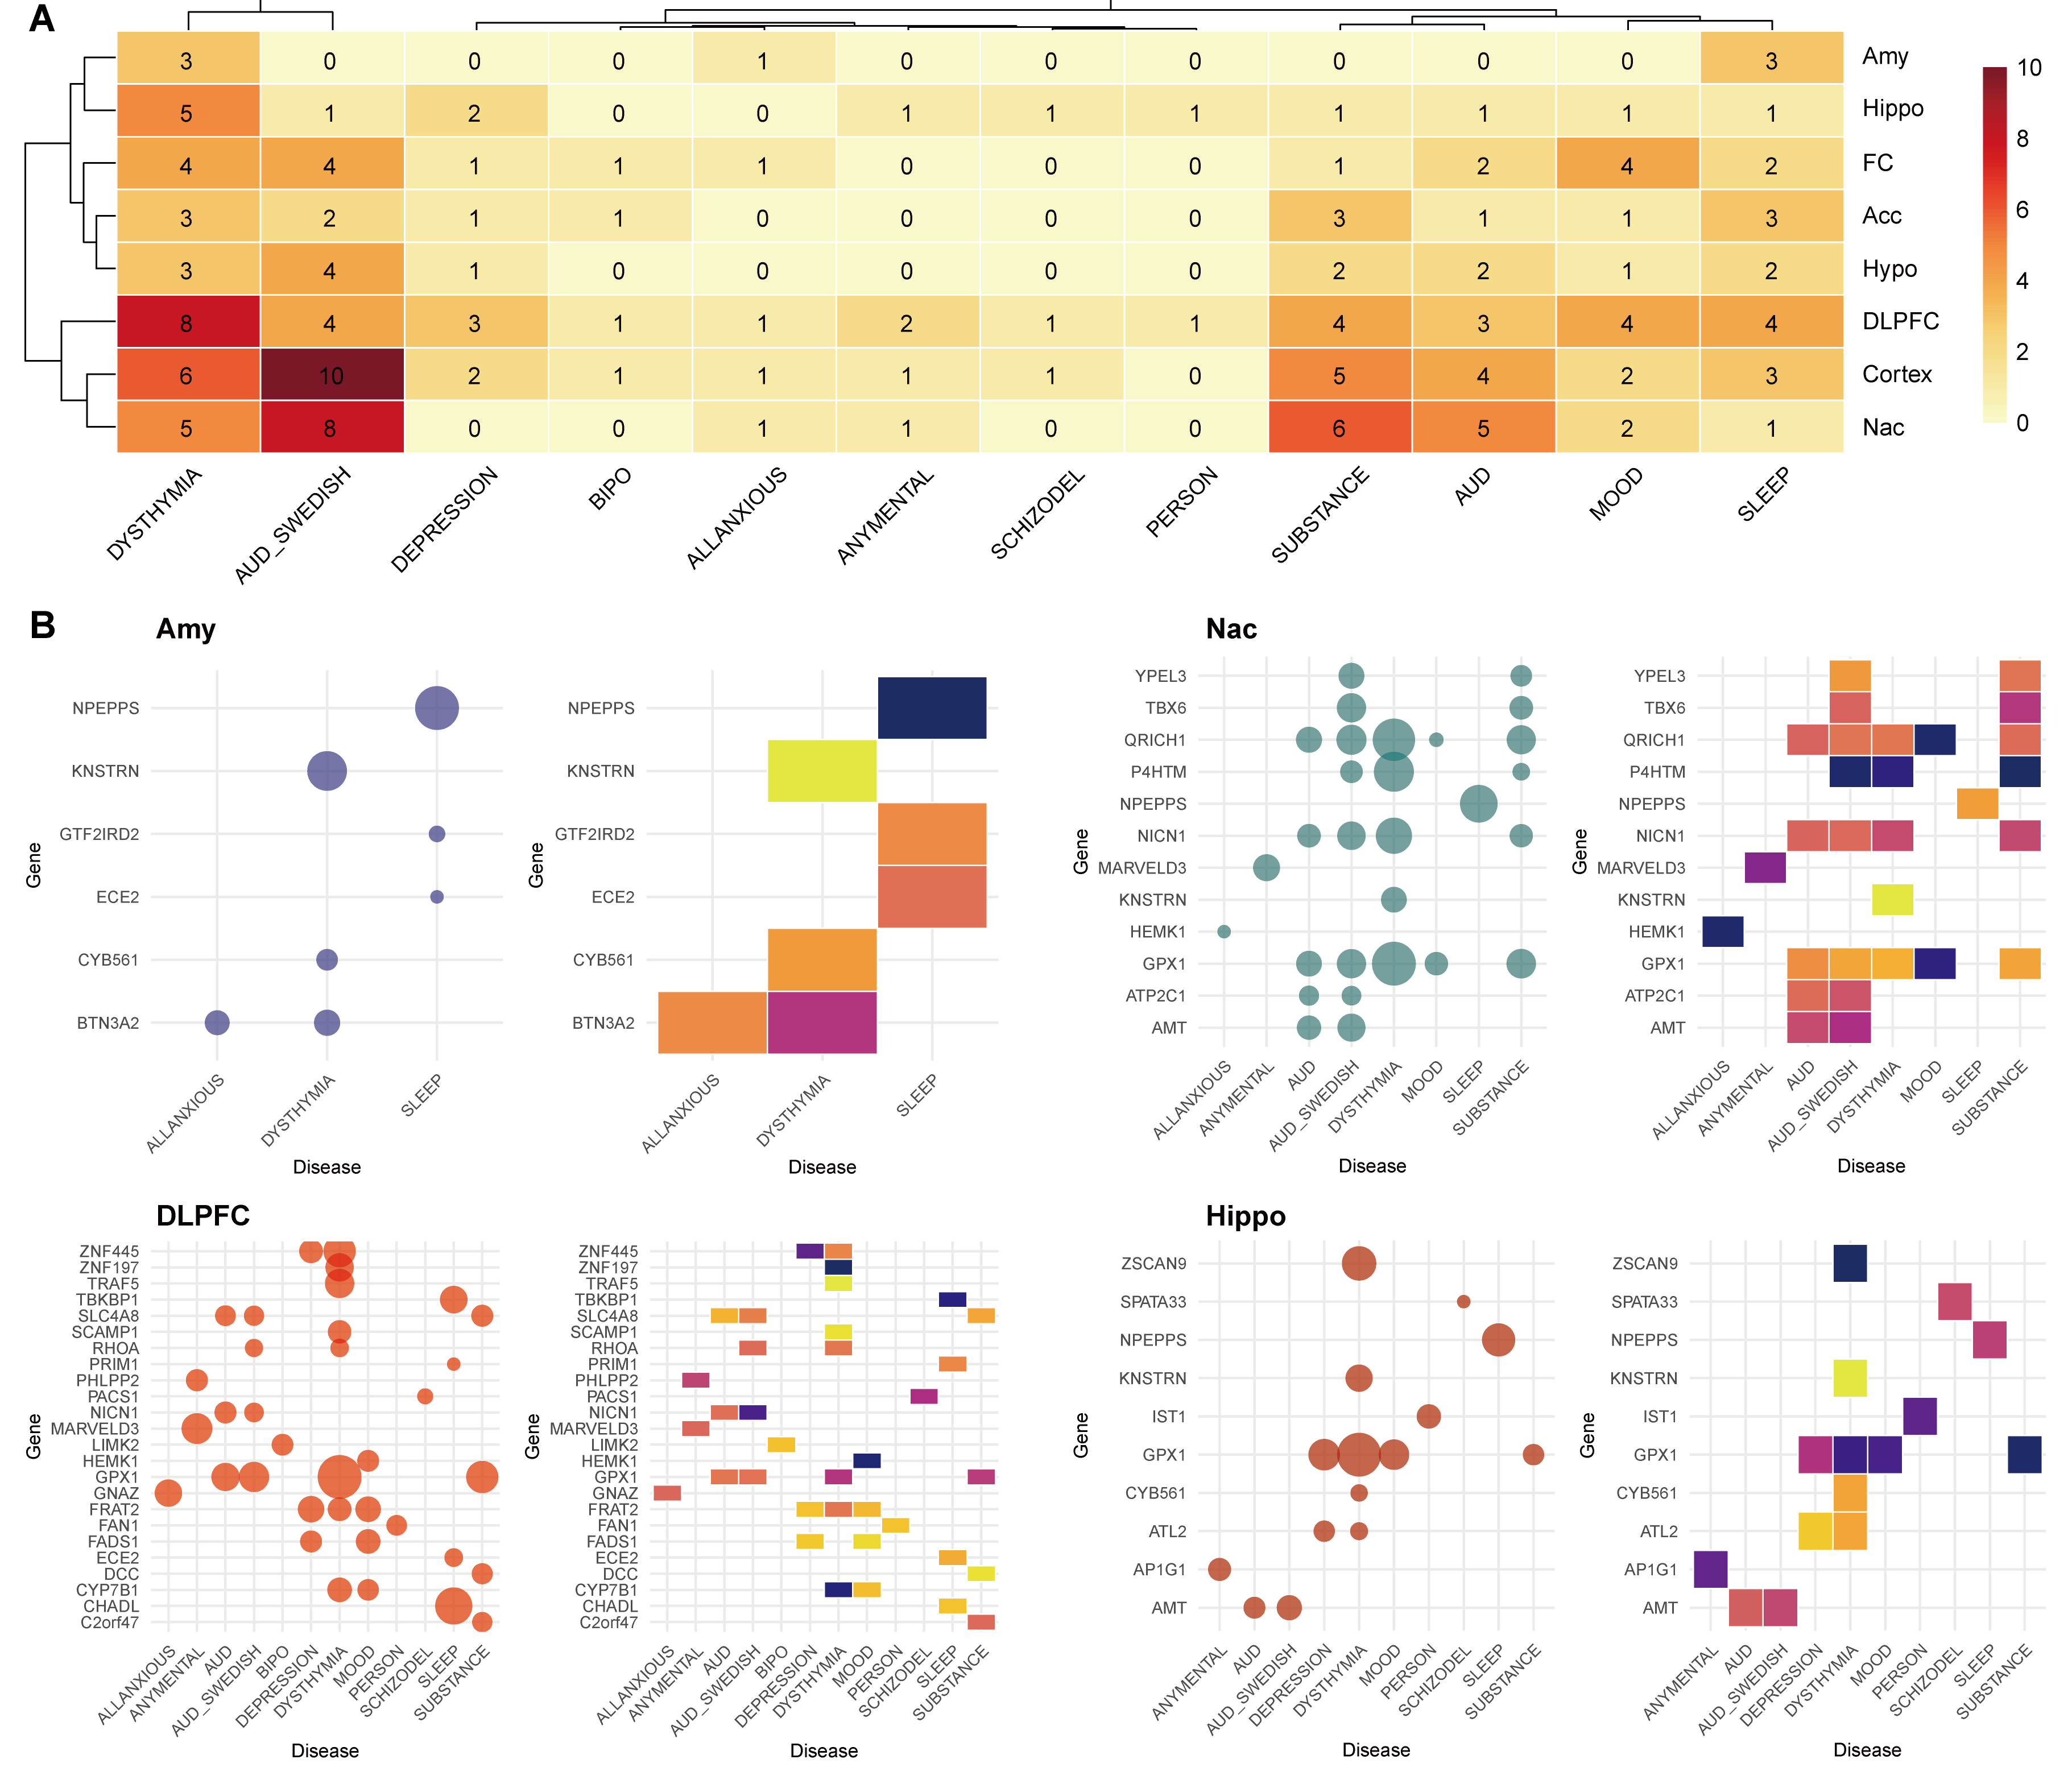 A
3 0 0 0 1 0 0 0 0 0 0 3 Amy
5 1 2 0 0 1 1 1 1 1 1 1 Hippo
4 4 1 1 1 0 0 0 1 2 4 2 FC
3 2 1 1 0 0 0 0 3 1 1 3 Acc
3 4 1 0 0 0 0 0 2 2 1 2 Hypo
8 4 3 1 1 2 1 1 4 3 4 4 DLPFC
6 10 2 1 1 1 1 0 5 4 2 3 Cortex
5 8 0 0 1 1 0 0 6 5 2 1 Nac
10
8
6
4
2
0
DYSTHYMIA AUD_SWEDISH DEPRESSION BIPO ALLANXIOUS ANYMENTAL SCHIZODEL PERSON SUBSTANCE AUD MOOD SLEEP
B
Amy
Gene
NPEPPS
KNSTRN
GTF2IRD2
ECE2
CYB561
BTN3A2
ALLANXIOUS DYSTHYMIA SLEEP
Disease
Gene
NPEPPS
KNSTRN
GTF2IRD2
ECE2
CYB561
BTN3A2
ALLANXIOUS DYSTHYMIA SLEEP
Disease
Nac
Gene
YPEL3
TBX6
QRICH1
P4HTM
NPEPPS
NICN1
MARVELD3
KNSTRN
HEMK1
GPX1
ATP2C1
AMT
ALLANXIOUS ANYMENTAL AUD AUD_SWEDISH DYSTHYMIA MOOD SLEEP SUBSTANCE
Disease
Gene
YPEL3
TBX6
QRICH1
P4HTM
NPEPPS
NICN1
MARVELD3
KNSTRN
HEMK1
GPX1
ATP2C1
AMT
ALLANXIOUS ANYMENTAL AUD AUD_SWEDISH DYSTHYMIA MOOD SLEEP SUBSTANCE
Disease
DLPFC
Gene
ZNF445
ZNF197
TRAF5
TBKBP1
SLC4A8
SCAMP1
RHOA
PRIM1
PHLPP2
PACS1
NICN1
MARVELD3
LIMK2
HEMK1
GPX1
GNAZ
FRAT2
FAN1
FADS1
ECE2
DCC
CYP7B1
CHADL
C2orf47
ALLANXIOUS ANYMENTAL AUD AUD_SWEDISH BIPO DEPRESSION DYSTHYMIA MOOD PERSON SCHIZODEL SLEEP SUBSTANCE
Disease
Gene
ZNF445
ZNF197
TRAF5
TBKBP1
SLC4A8
SCAMP1
RHOA
PRIM1
PHLPP2
PACS1
NICN1
MARVELD3
LIMK2
HEMK1
GPX1
GNAZ
FRAT2
FAN1
FADS1
ECE2
DCC
CYP7B1
CHADL
C2orf47
ALLANXIOUS ANYMENTAL AUD AUD_SWEDISH BIPO DEPRESSION DYSTHYMIA MOOD PERSON SCHIZODEL SLEEP SUBSTANCE
Disease
Hippo
Gene
ZSCAN9
SPATA33
NPEPPS
KNSTRN
IST1
GPX1
CYB561
ATL2
AP1G1
AMT
ANYMENTAL AUD AUD_SWEDISH DEPRESSION DYSTHYMIA MOOD PERSON SCHIZODEL SLEEP SUBSTANCE
Disease
Gene
ZSCAN9
SPATA33
NPEPPS
KNSTRN
IST1
GPX1
CYB561
ATL2
AP1G1
AMT
ANYMENTAL AUD AUD_SWEDISH DEPRESSION DYSTHYMIA MOOD PERSON SCHIZODEL SLEEP SUBSTANCE
Disease